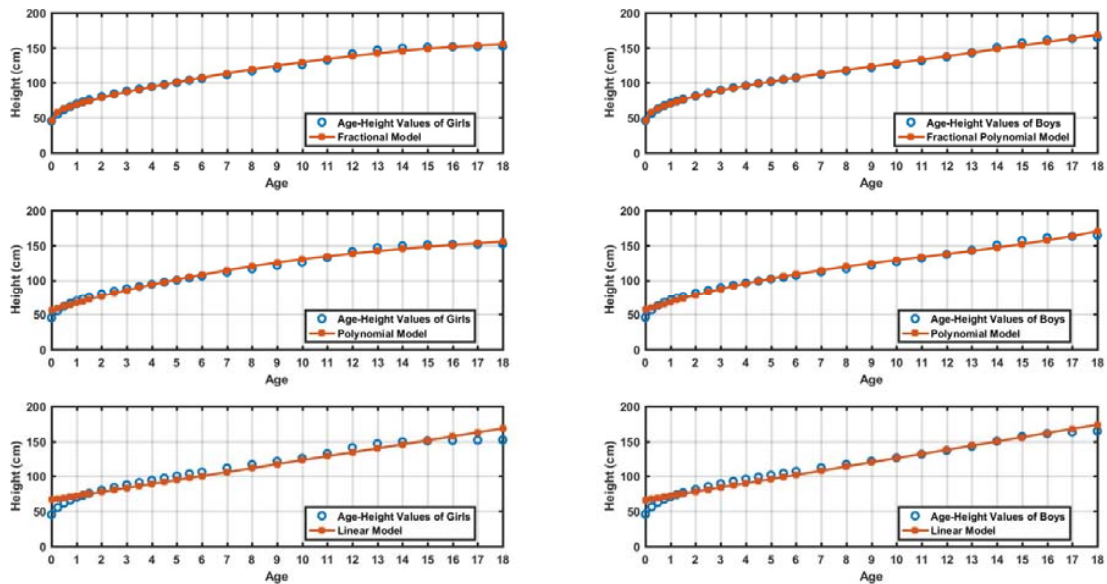 200
150
100
50
0
Height (cm)
Age-Height Values of Girls
Fractional Model
0 1 2 3 4 5 6 7 8 9 10 11 12 13 14 15 16 17 18
Age
200
150
100
50
0
Height (cm)
Age-Height Values of Boys
Fractional Polynomial Model
0 1 2 3 4 5 6 7 8 9 10 11 12 13 14 15 16 17 18
Age
200
150
100
50
0
Height (cm)
Age-Height Values of Girls
Polynomial Model
0 1 2 3 4 5 6 7 8 9 10 11 12 13 14 15 16 17 18
Age
200
150
100
50
0
Height (cm)
Age-Height Values of Boys
Polynomial Model
0 1 2 3 4 5 6 7 8 9 10 11 12 13 14 15 16 17 18
Age
200
150
100
50
0
Height (cm)
Age-Height Values of Girls
Linear Model
0 1 2 3 4 5 6 7 8 9 10 11 12 13 14 15 16 17 18
Age
200
150
100
50
0
Height (cm)
Age-Height Values of Boys
Linear Model
0 1 2 3 4 5 6 7 8 9 10 11 12 13 14 15 16 17 18
Age